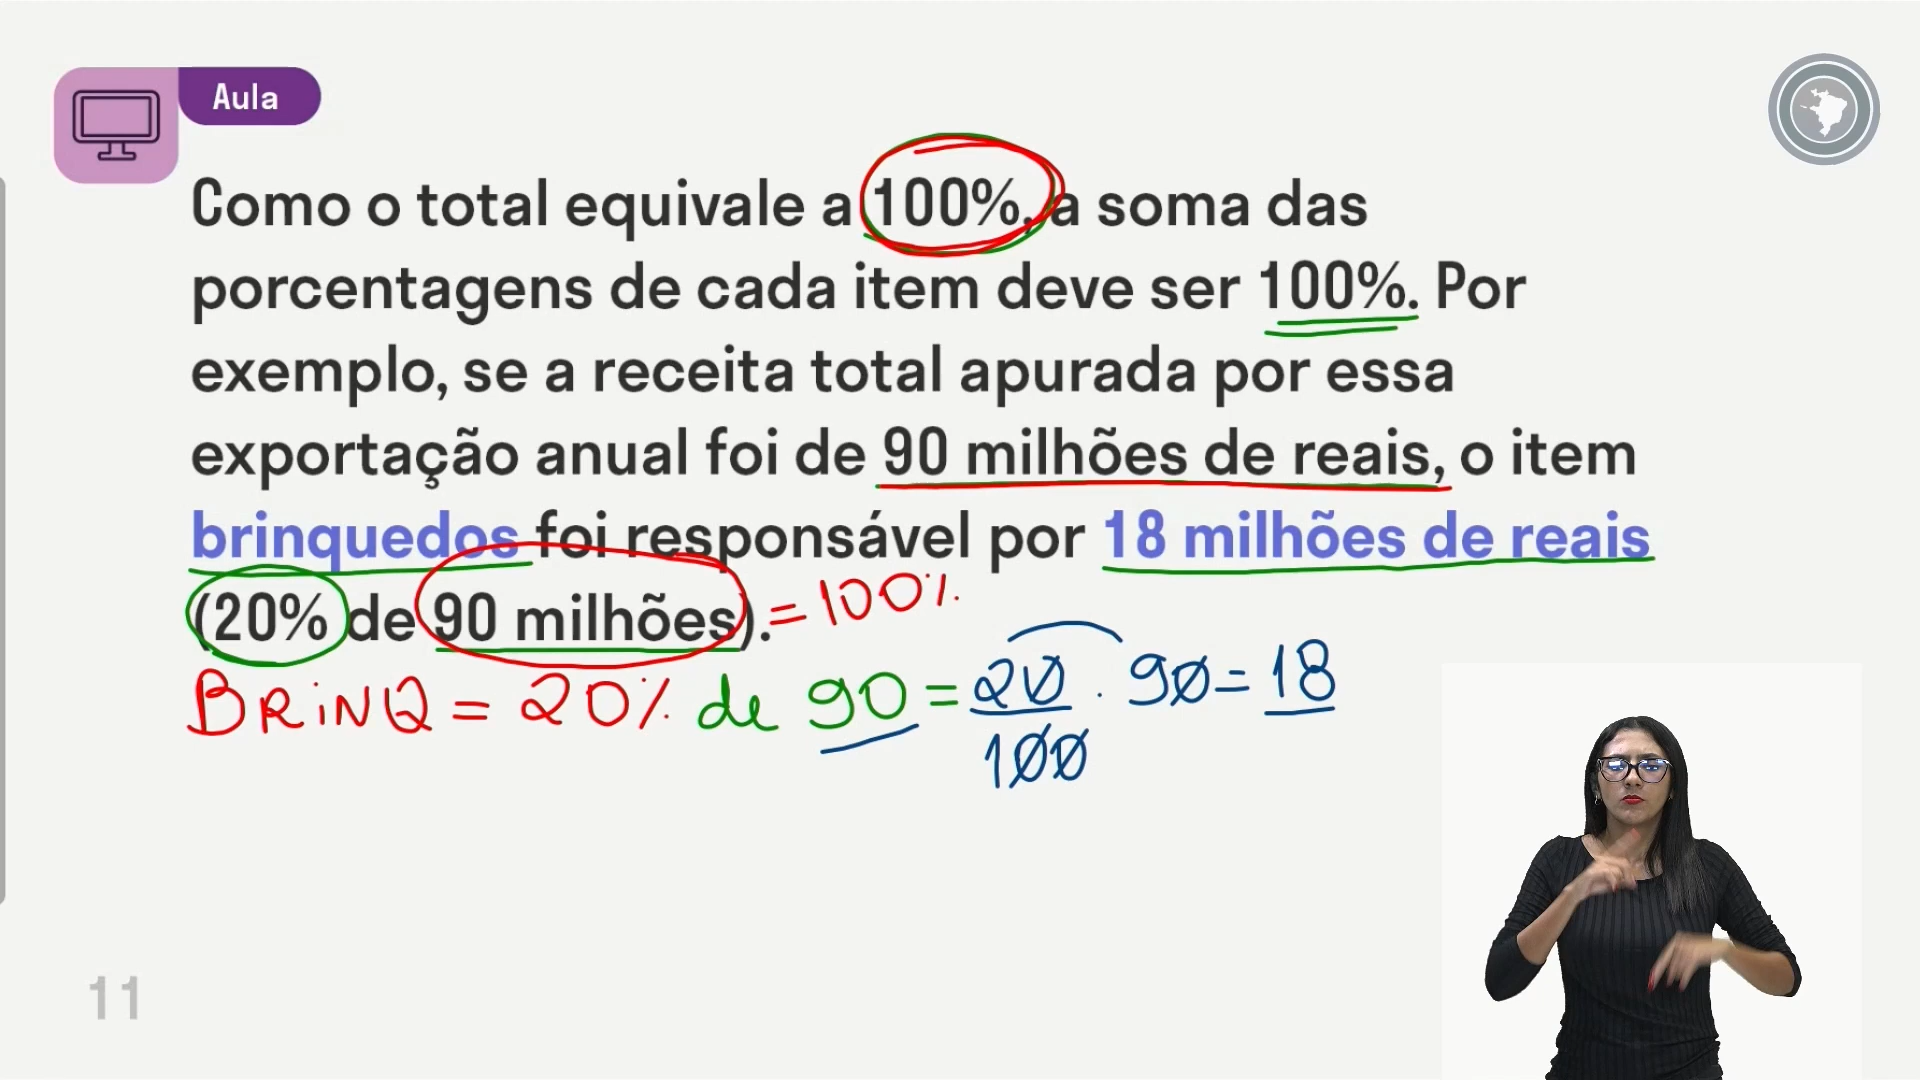 Aula
Como o total equivale a 100%, a soma das
porcentagens de cada item deve ser 100%. Por
exemplo, se a receita total apurada por essa
exportação anual foi de 90 milhões de reais, o item
brinquedos foi responsável por 18 milhões de reais
(20% de 90 milhões). = 100%
BRiNQ = 20% de 90 = 20/100 . 90 = 18
11